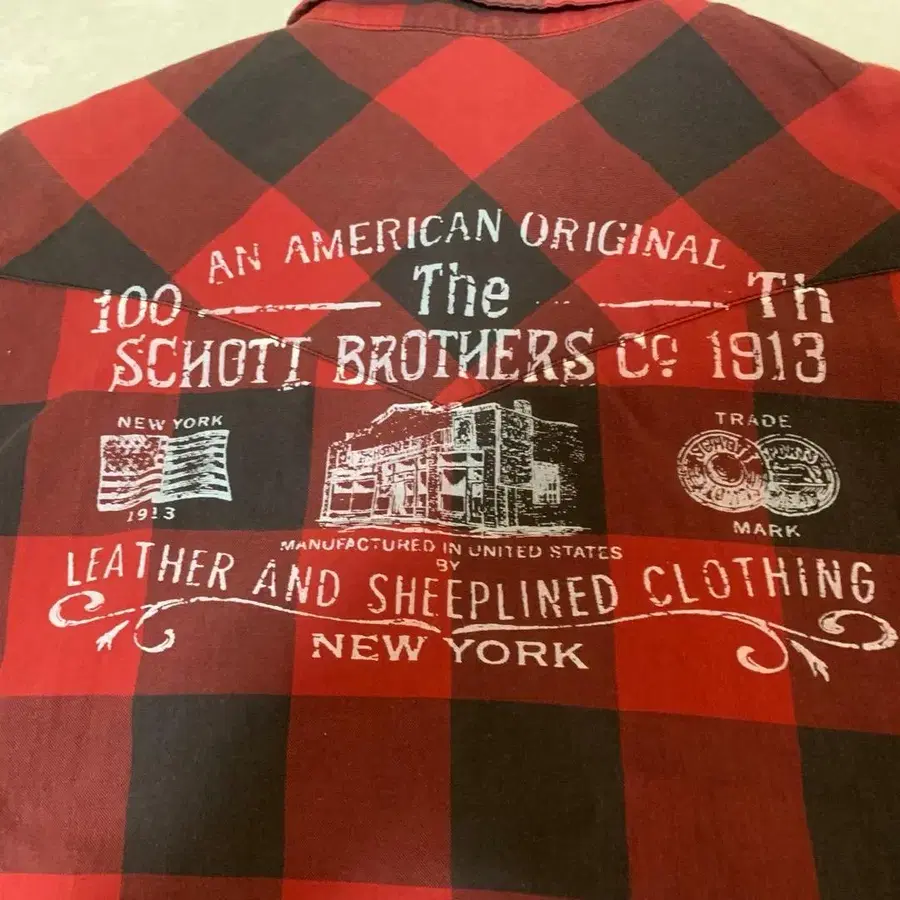 AN AMERICAN ORIGINAL
100 The Th
SCHOTT BROTHERS Co 1913
NEW YORK
1913
TRADE
SCHOTT
MARK
MANUFACTURED IN UNITED STATES
BY
LEATHER AND SHEEPLINED CLOTHING
NEW YORK